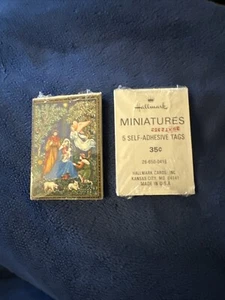 Hallmark
MINIATURES
6 SELF-ADHESIVE TAGS
35¢
HALLMARK CARDS, INC.
KANSAS CITY, MO.
MADE IN U.S.A.